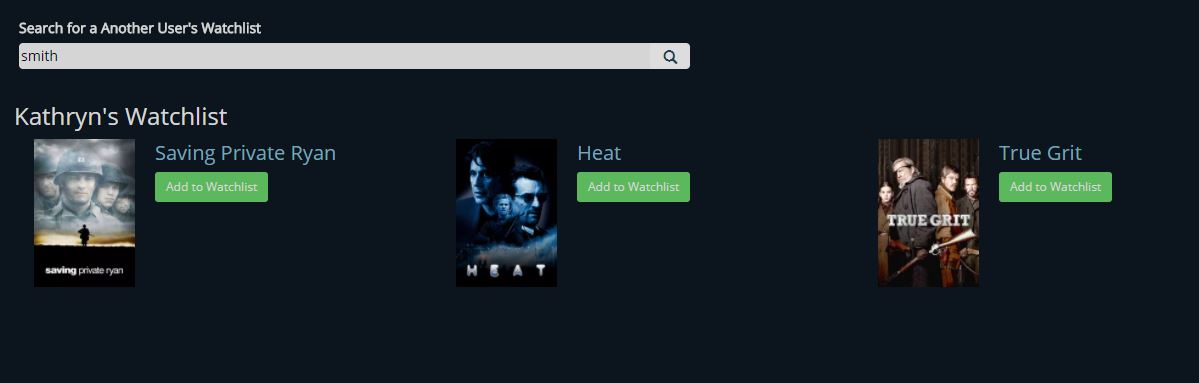 Search for a Another User's Watchlist
smith
Kathryn's Watchlist
Saving Private Ryan
Add to Watchlist
saving private ryan
Heat
Add to Watchlist
HEAT
True Grit
Add to Watchlist
TRUE GRIT